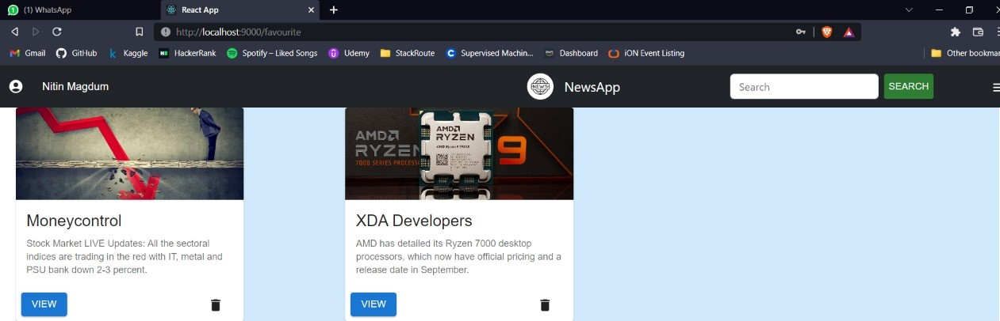 (1) WhatsApp
React App
http://localhost:9000/favourite
Gmail
GitHub
Kaggle
HackerRank
Spotify – Liked Songs
Udemy
StackRoute
Supervised Machin...
Dashboard
iON Event Listing
Other bookmar
Nitin Magdum
NEWS
NewsApp
Search
SEARCH
Moneycontrol
Stock Market LIVE Updates: All the sectoral
indices are trading in the red with IT, metal and
PSU bank down 2-3 percent.
VIEW
AMD
RYZEN
7000 SERIES PROCESS
AMD
RYZEN
9
XDA Developers
AMD has detailed its Ryzen 7000 desktop
processors, which now have official pricing and a
release date in September.
VIEW